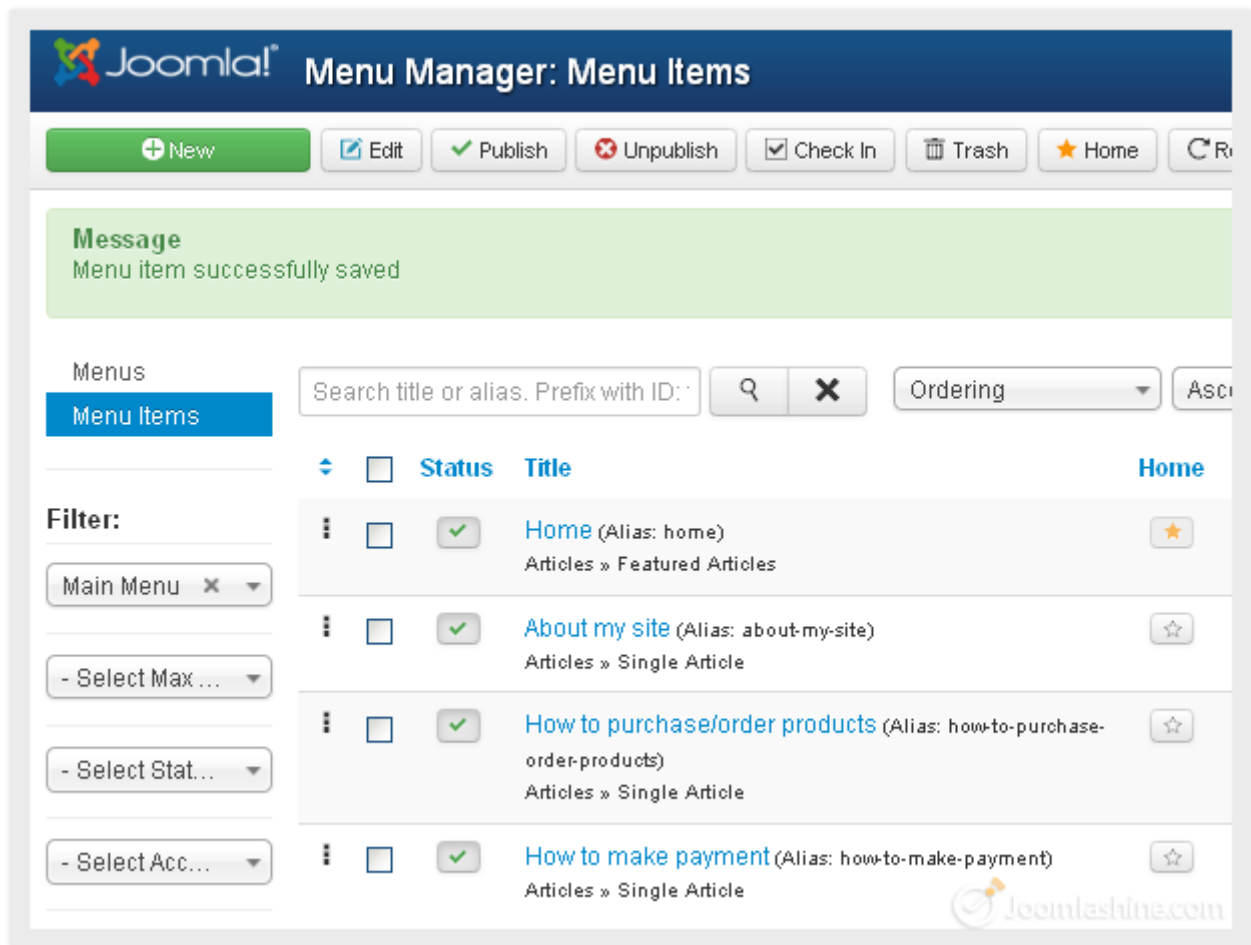 Joomla!® Menu Manager: Menu Items
New Edit Publish Unpublish Check In Trash Home
Message
Menu item successfully saved
Menus
Menu Items
Search title or alias. Prefix with ID: Ordering
Status Title Home
Filter:
Main Menu
- Select Max ...
- Select Stat...
- Select Acc...
Home (Alias: home)
Articles » Featured Articles
About my site (Alias: about-my-site)
Articles » Single Article
How to purchase/order products (Alias: how-to-purchase-
order-products)
Articles » Single Article
How to make payment (Alias: how-to-make-payment)
Articles » Single Article
Joomlashine.com